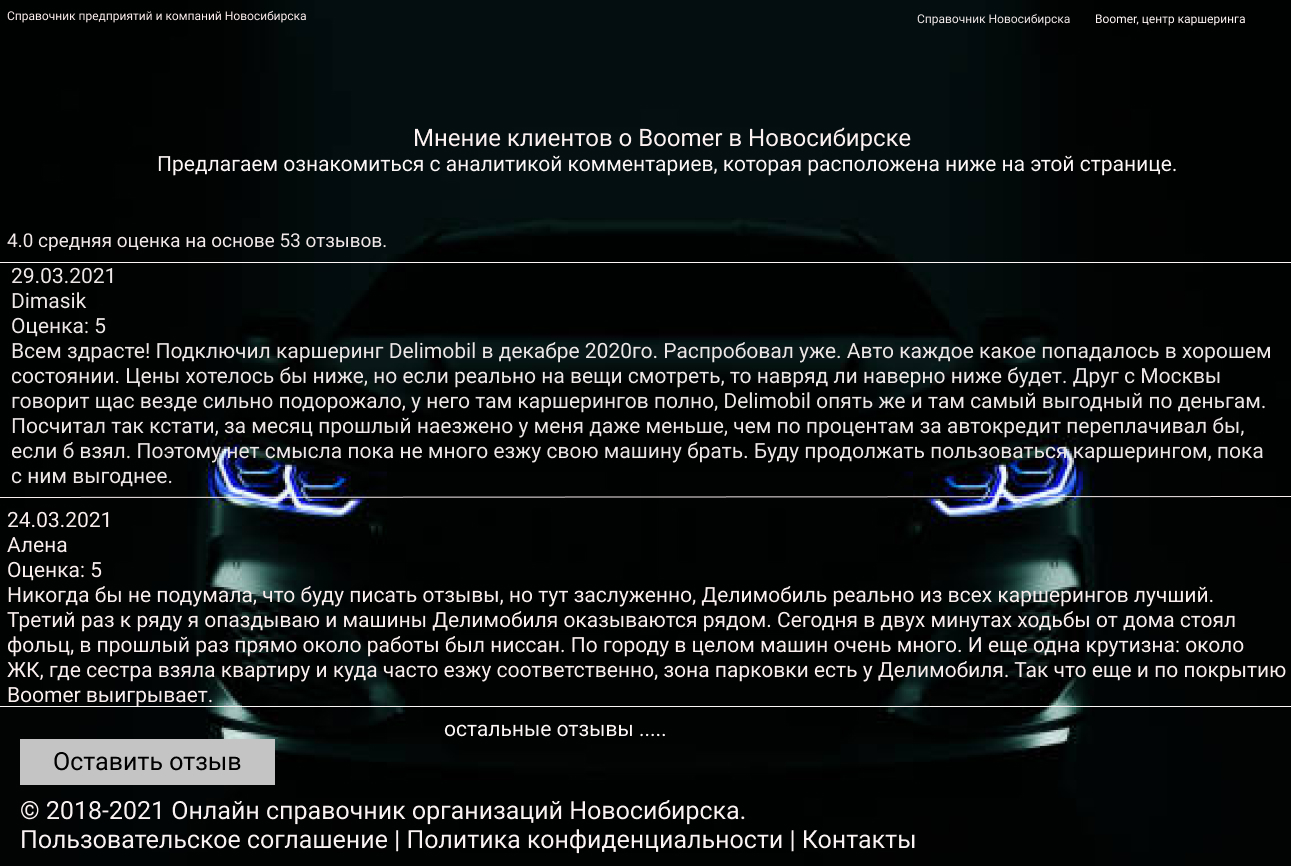 Справочник предприятий и компаний Новосибирска
Справочник Новосибирска Boomer, центр каршеринга
Мнение клиентов о Boomer в Новосибирске
Предлагаем ознакомиться с аналитикой комментариев, которая расположена ниже на этой странице.
4.0 средняя оценка на основе 53 отзывов.
29.03.2021
Dimasik
Оценка: 5
Всем здрасте! Подключил каршеринг Delimobil в декабре 2020го. Распробовал уже. Авто каждое какое попадалось в хорошем
состоянии. Цены хотелось бы ниже, но если реально на вещи смотреть, то навряд ли наверно ниже будет. Друг с Москвы
говорит щас везде сильно подорожало, у него там каршерингов полно, Delimobil опять же и там самый выгодный по деньгам.
Посчитал так кстати, за месяц прошлый наезжено у меня даже меньше, чем по процентам за автокредит переплачивал бы,
если б взял. Поэтому нет смысла пока не много езжу свою машину брать. Буду продолжать пользоваться каршерингом, пока
с ним выгоднее.
24.03.2021
Алена
Оценка: 5
Никогда бы не подумала, что буду писать отзывы, но тут заслуженно, Делимобиль реально из всех каршерингов лучший.
Третий раз к ряду я опаздываю и машины Делимобиля оказываются рядом. Сегодня в двух минутах ходьбы от дома стоял
фольц, в прошлый раз прямо около работы был ниссан. По городу в целом машин очень много. И еще одна крутизна: около
ЖК, где сестра взяла квартиру и куда часто езжу соответственно, зона парковки есть у Делимобиля. Так что еще и по покрытию
Boomer выигрывает.
остальные отзывы .....
Оставить отзыв
© 2018-2021 Онлайн справочник организаций Новосибирска.
Пользовательское соглашение | Политика конфиденциальности | Контакты